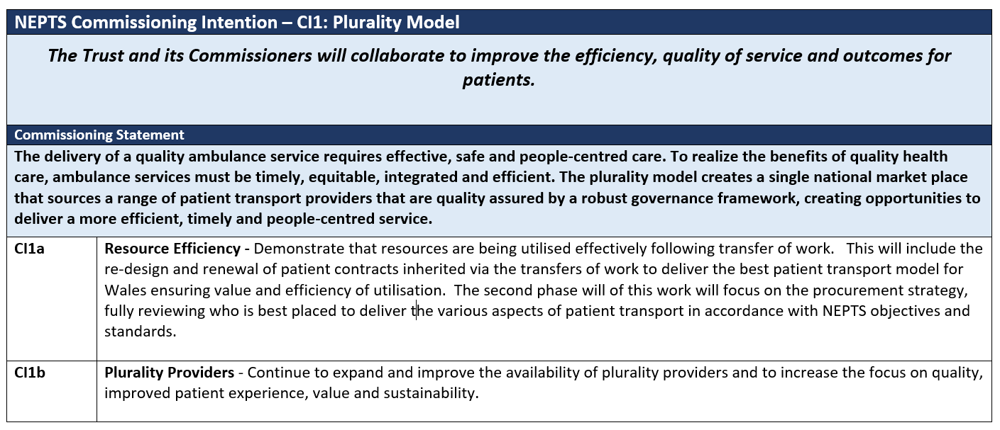 NEPTS Commissioning Intention – CI1: Plurality Model
The Trust and its Commissioners will collaborate to improve the efficiency, quality of service and outcomes for
patients.
Commissioning Statement
The delivery of a quality ambulance service requires effective, safe and people-centred care. To realize the benefits of quality health
care, ambulance services must be timely, equitable, integrated and efficient. The plurality model creates a single national market place
that sources a range of patient transport providers that are quality assured by a robust governance framework, creating opportunities to
deliver a more efficient, timely and people-centred service.
CI1a
Resource Efficiency - Demonstrate that resources are being utilised effectively following transfer of work.   This will include the
re-design and renewal of patient contracts inherited via the transfers of work to deliver the best patient transport model for
Wales ensuring value and efficiency of utilisation.  The second phase will of this work will focus on the procurement strategy,
fully reviewing who is best placed to deliver the various aspects of patient transport in accordance with NEPTS objectives and
standards.
CI1b
Plurality Providers - Continue to expand and improve the availability of plurality providers and to increase the focus on quality,
improved patient experience, value and sustainability.